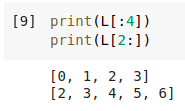 [9] print(L[:4])
print(L[2:])
[0, 1, 2, 3]
[2, 3, 4, 5, 6]